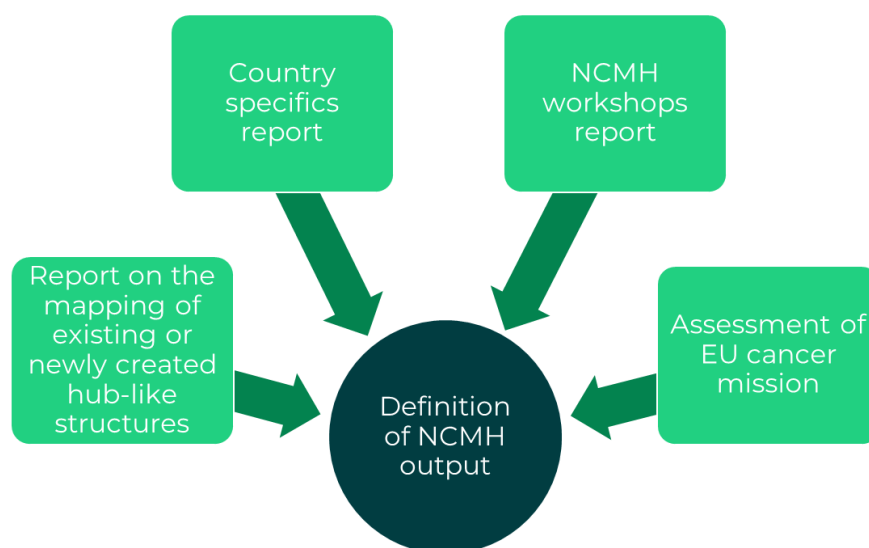 Country
specifics
report
NCMH
workshops
report
Report on the
mapping of
existing or
newly created
hub-like
structures
Assessment of
EU cancer
mission
Definition
of NCMH
output